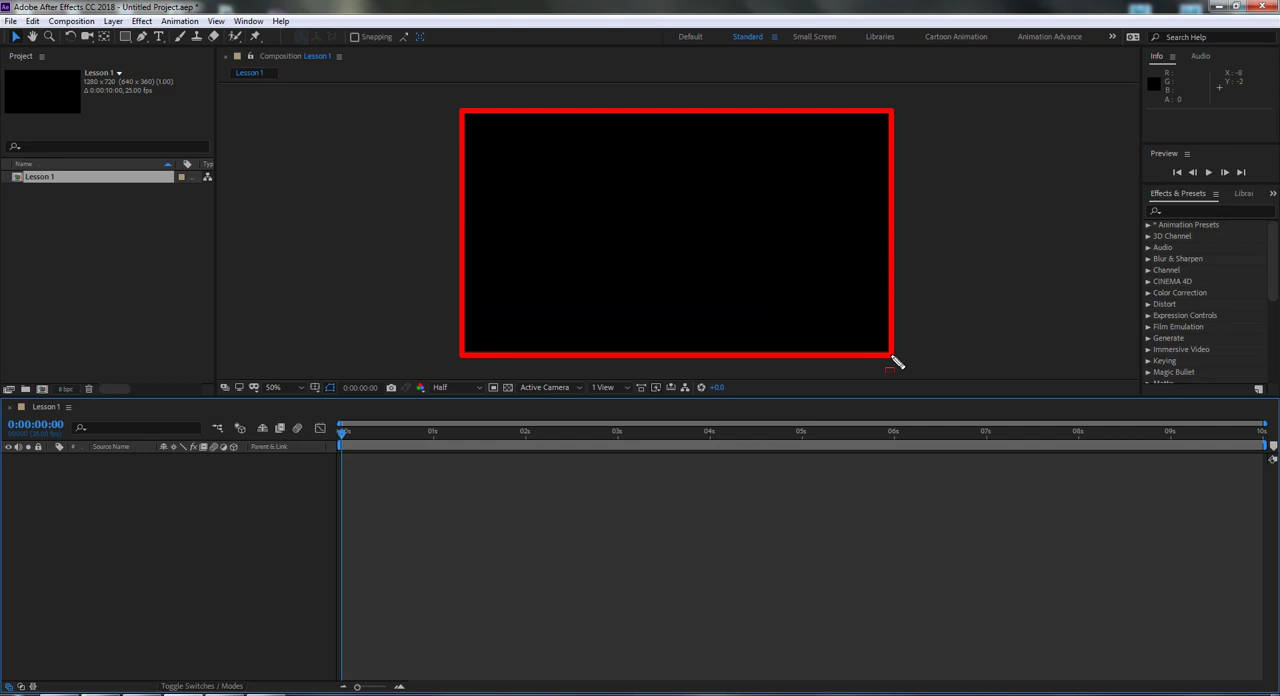 Adobe After Effects CC 2018 - Untitled Project.aep *
File Edit Composition Layer Effect Animation View Window Help
Snapping Default Standard Small Screen Libraries Cartoon Animation Animation Advance Search Help
Project
Lesson 1
1280 x 720 (640 x 360) (1.00)
Δ 0:00:10:00, 25.00 fps
Name Typ
Lesson 1
8 bpc
Composition Lesson 1
Lesson 1
50% 0:00:00:00 Half Active Camera 1 View +0.0
Info Audio
R: X: -8
G: Y: -2
B:
A: 0
Preview
Effects & Presets Librar
* Animation Presets
3D Channel
Audio
Blur & Sharpen
Channel
CINEMA 4D
Color Correction
Distort
Expression Controls
Film Emulation
Generate
Immersive Video
Keying
Magic Bullet
Lesson 1
0:00:00:00
00000 (25.00 fps)
# Source Name Parent & Link
01s 02s 03s 04s 05s 06s 07s 08s 09s 10s
Toggle Switches / Modes